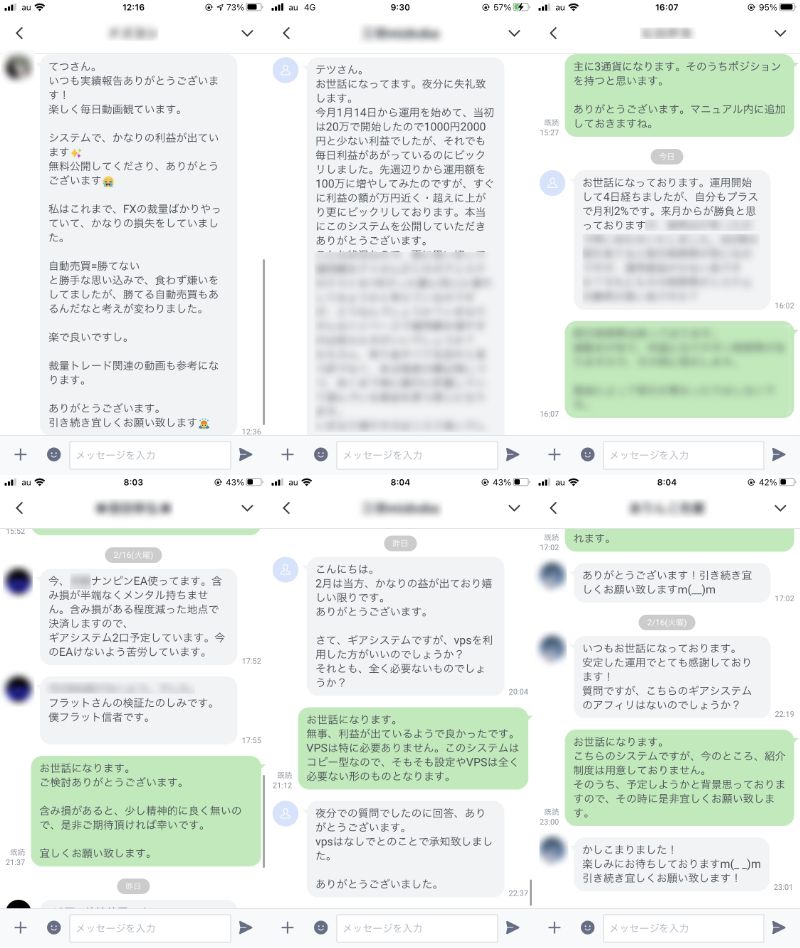 au 12:16 73%
てつさん。
いつも実績報告ありがとうございま
す！
楽しく毎日動画観ています。
システムで、かなりの利益が出てい
ます✨
無料公開してくださり、ありがとう
ございます😭
私はこれまで、FXの裁量ばかりやっ
ていて、かなりの損失をしていまし
た。
自動売買=勝てない
と勝手な思い込みで、食わず嫌いを
してましたが、勝てる自動売買もあ
るんだなと考えが変わりました。
楽で良いですし。
裁量トレード関連の動画も参考にな
ります。
ありがとうございます。
引き続き宜しくお願い致します🙇
12:36
メッセージを入力
au 4G 9:30 57%
テツさん。
お世話になってます。夜分に失礼致
します。
今月1月14日から運用を始めて、当初
は20万で開始したので1000円2000
円と少ない利益でしたが、それでも
毎日利益があがっているのにビック
リしました。先週辺りから運用額を
100万に増やしてみたのですが、すぐ
に利益の額が万円近く・超えに上が
り更にビックリしております。本当
にこのシステムを公開していただき
ありがとうございます。
メッセージを入力
au 16:07 95%
主に3通貨になります。そのうちポジション
を持つと思います。
ありがとうございます。マニュアル内に追加
しておきますね。
既読
15:27
今日
お世話になっております。運用開始
して4日経ちましたが、自分もプラス
で月利2%です。来月からが勝負と思
っております
16:02
16:07
メッセージを入力
au 8:03 43%
15:52
2/16(火曜)
今、
ナンピンEA使ってます。含
み損が半端なくメンタル持ちませ
ん。含み損がある程度減った地点で
決済しますので、
ギアシステム2口予定しています。今
のEAけないよう苦労しています。
17:52
フラットさんの検証たのしみです。
僕フラット信者です。
17:55
お世話になります。
ご検討ありがとうございます。
含み損があると、少し精神的に良く無いの
で、是非ご期待頂ければ幸いです。
宜しくお願い致します。
既読
21:37
昨日
メッセージを入力
au 8:04 43%
昨日
こんにちは。
2月は当方、かなりの益が出ており嬉
しい限りです。
ありがとうございます。
さて、ギアシステムですが、vpsを利
用した方がいいのでしょうか？
それとも、全く必要ないものでしょ
うか？
20:04
お世話になります。
無事、利益が出ているようで良かったです。
VPSは特に必要ありません。このシステムは
コピー型なので、そもそも設定やVPSは全く
必要ない形のものとなります。
既読
21:12
夜分での質問でしたのに回答、あり
がとうございます。
vpsはなしでとのことで承知致しまし
た。
ありがとうございました。
22:37
メッセージを入力
au 8:04 42%
れます。
既読
17:02
ありがとうございます！引き続き宜
しくお願い致しますm(__)m
17:02
2/16(火曜)
いつもお世話になっております。
安定した運用でとても感謝しており
ます！
質問ですが、こちらのギアシステム
のアフィリはないのでしょうか？
22:19
お世話になります。
こちらのシステムですが、今のところ、紹介
制度は用意しておりません。
そのうち、予定しようかと背景思っておりま
すので、その時に是非宜しくお願い致しま
す。
既読
23:00
かしこまりました！
楽しみにお待ちしておりますm(_ _)m
引き続き宜しくお願い致します！
23:01
メッセージを入力